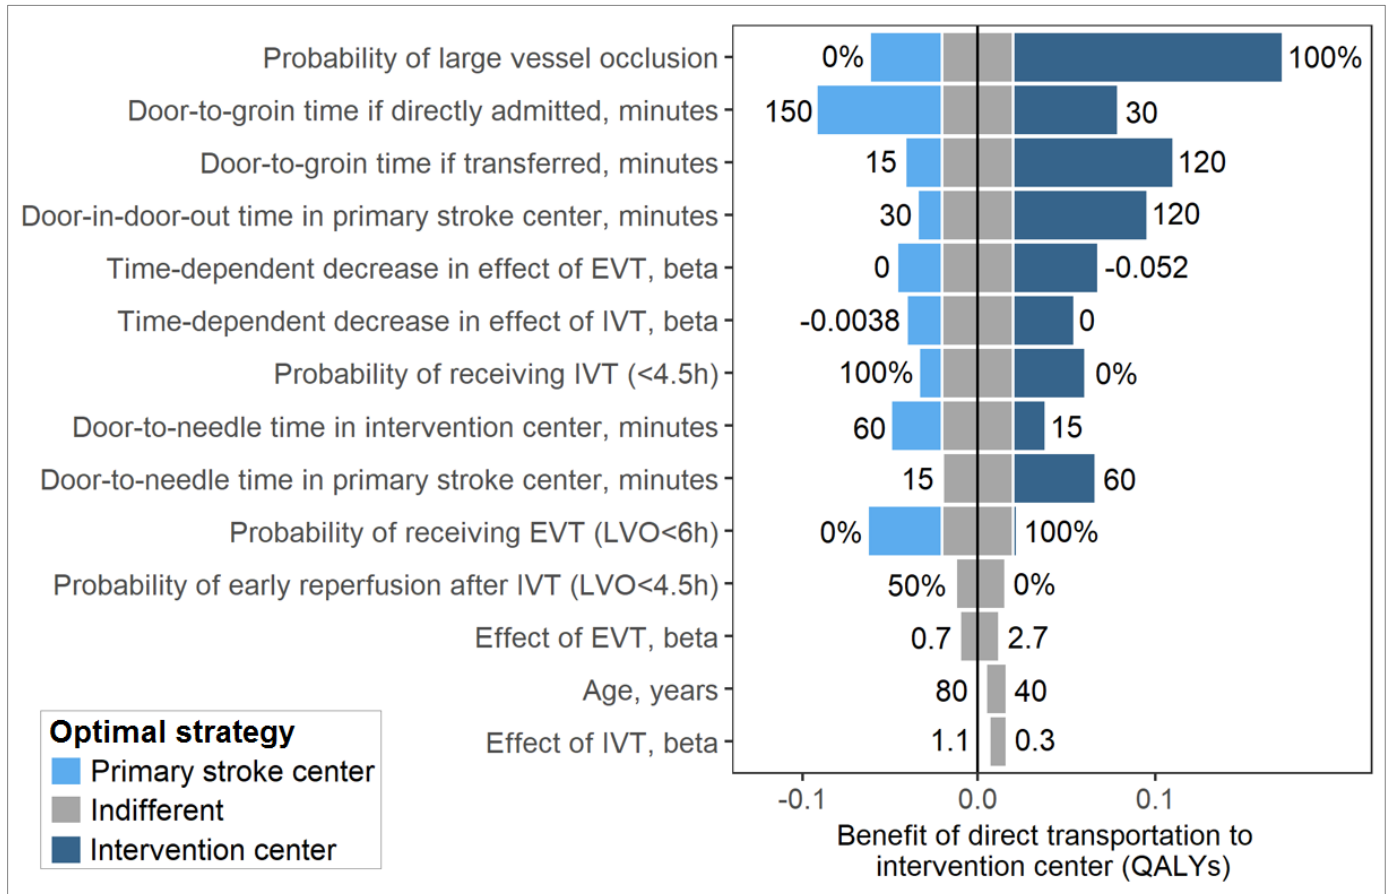 Probability of large vessel occlusion 0% 100%
Door-to-groin time if directly admitted, minutes 150 30
Door-to-groin time if transferred, minutes 15 120
Door-in-door-out time in primary stroke center, minutes 30 120
Time-dependent decrease in effect of EVT, beta 0 -0.052
Time-dependent decrease in effect of IVT, beta -0.0038 0
Probability of receiving IVT (<4.5h) 100% 0%
Door-to-needle time in intervention center, minutes 60 15
Door-to-needle time in primary stroke center, minutes 15 60
Probability of receiving EVT (LVO<6h) 0% 100%
Probability of early reperfusion after IVT (LVO<4.5h) 50% 0%
Effect of EVT, beta 0.7 2.7
Age, years 80 40
Effect of IVT, beta 1.1 0.3
Optimal strategy
Primary stroke center
Indifferent
Intervention center
-0.1 0.0 0.1
Benefit of direct transportation to
intervention center (QALYs)